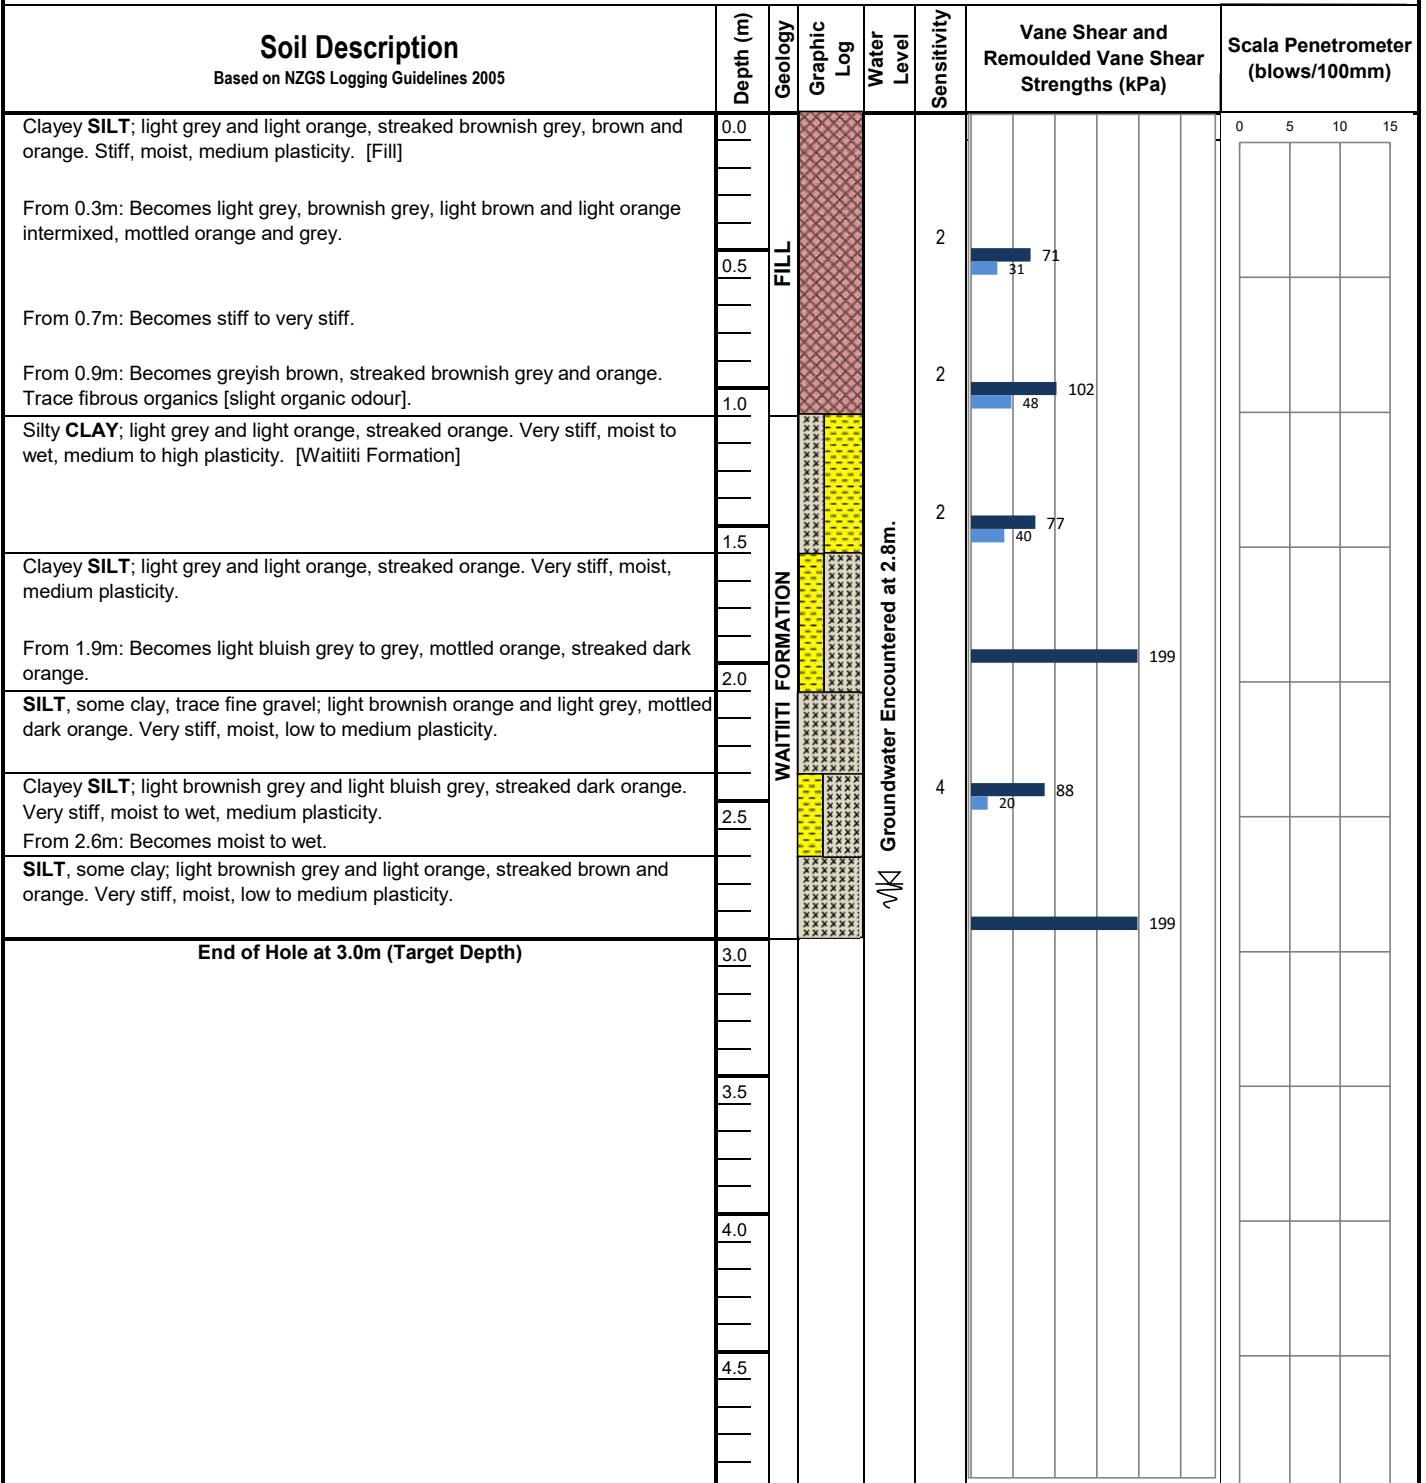 Soil Description
Based on NZGS Logging Guidelines 2005
Depth (m)
Geology
Graphic
Log
Water
Level
Sensitivity
Vane Shear and
Remoulded Vane Shear
Strengths (kPa)
Scala Penetrometer
(blows/100mm)
0 5 10 15
Clayey SILT; light grey and light orange, streaked brownish grey, brown and
orange. Stiff, moist, medium plasticity. [Fill]
From 0.3m: Becomes light grey, brownish grey, light brown and light orange
intermixed, mottled orange and grey.
From 0.7m: Becomes stiff to very stiff.
From 0.9m: Becomes greyish brown, streaked brownish grey and orange.
Trace fibrous organics [slight organic odour].
Silty CLAY; light grey and light orange, streaked orange. Very stiff, moist to
wet, medium to high plasticity. [Waitiiti Formation]
Clayey SILT; light grey and light orange, streaked orange. Very stiff, moist,
medium plasticity.
From 1.9m: Becomes light bluish grey to grey, mottled orange, streaked dark
orange.
SILT, some clay, trace fine gravel; light brownish orange and light grey, mottled
dark orange. Very stiff, moist, low to medium plasticity.
Clayey SILT; light brownish grey and light bluish grey, streaked dark orange.
Very stiff, moist to wet, medium plasticity.
From 2.6m: Becomes moist to wet.
SILT, some clay; light brownish grey and light orange, streaked brown and
orange. Very stiff, moist, low to medium plasticity.
End of Hole at 3.0m (Target Depth)
0.0
0.5
1.0
1.5
2.0
2.5
3.0
3.5
4.0
4.5
FILL
WAITIITI FORMATION
Groundwater Encountered at 2.8m.
2
2
2
4
71
31
102
48
77
40
199
88
20
199